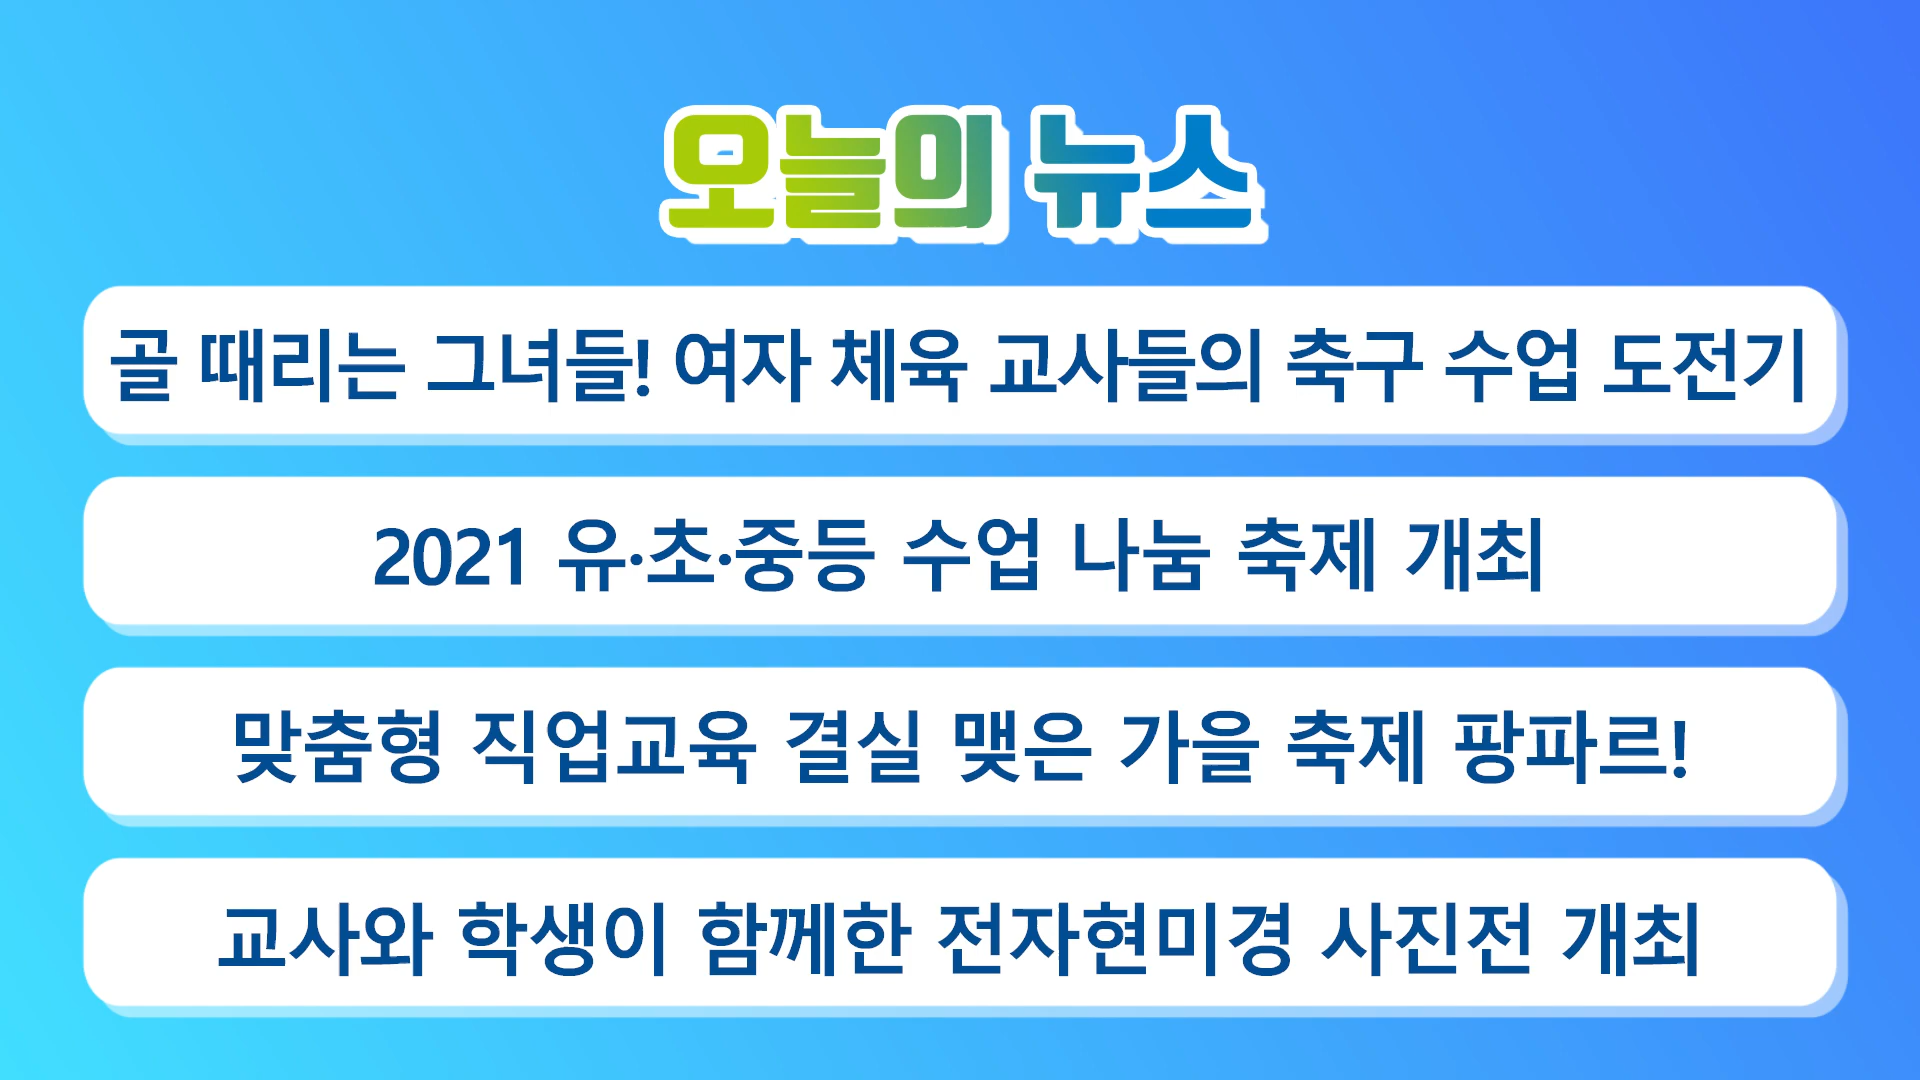 오늘의 뉴스
골 때리는 그녀들! 여자 체육 교사들의 축구 수업 도전기
2021 유·초·중등 수업 나눔 축제 개최
맞춤형 직업교육 결실 맺은 가을 축제 팡파르!
교사와 학생이 함께한 전자현미경 사진전 개최